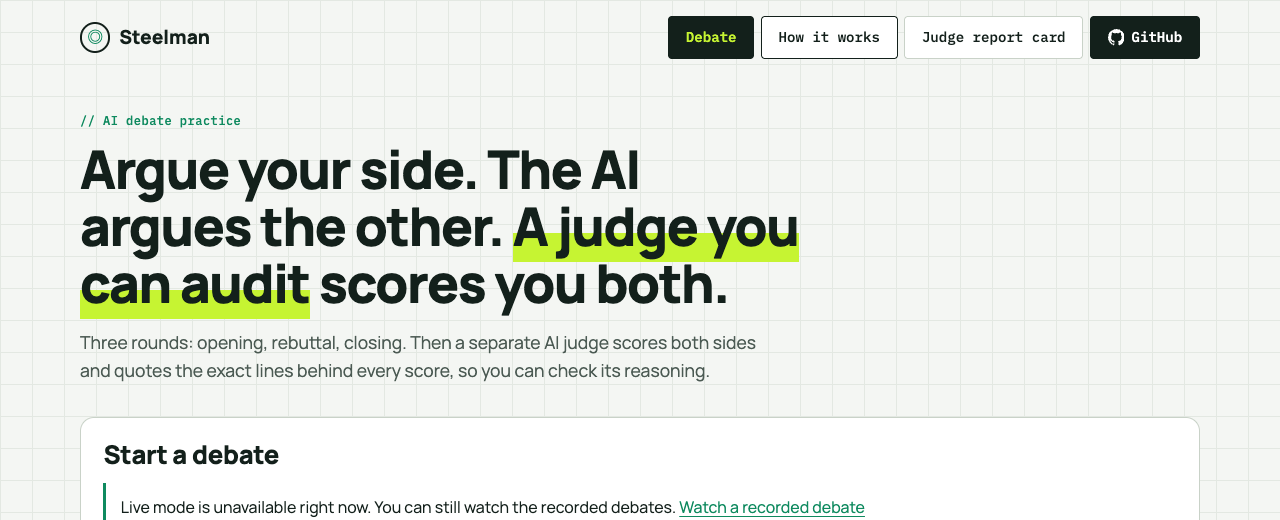 Steelman
Debate
How it works
Judge report card
GitHub
// AI debate practice
Argue your side. The AI
argues the other. A judge you
can audit scores you both.
Three rounds: opening, rebuttal, closing. Then a separate AI judge scores both sides
and quotes the exact lines behind every score, so you can check its reasoning.
Start a debate
Live mode is unavailable right now. You can still watch the recorded debates. Watch a recorded debate